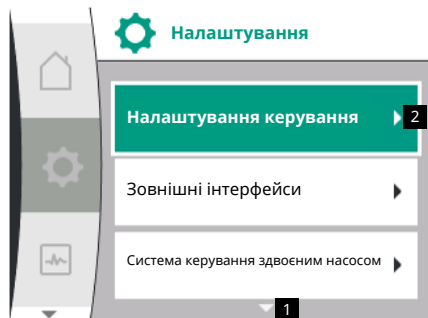 Налаштування
Налаштування керування
2
Зовнішні інтерфейси
Система керування здвоєним насосом
1